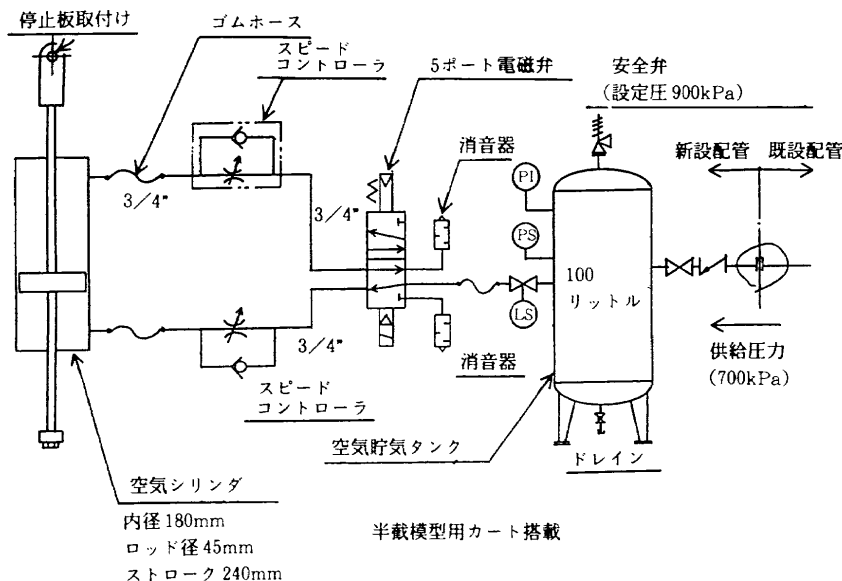 停止板取付け
ゴムホース
スピード
コントローラ
5ポート電磁弁
安全弁
(設定圧 900kPa)
消音器
新設配管
既設配管
PI
3/4"
3/4"
PS
100
リットル
LS
3/4"
消音器
供給圧力
(700kPa)
スピード
コントローラ
空気貯気タンク
ドレイン
空気シリンダ
内径 180mm
ロッド径 45mm
ストローク 240mm
半截模型用カート搭載